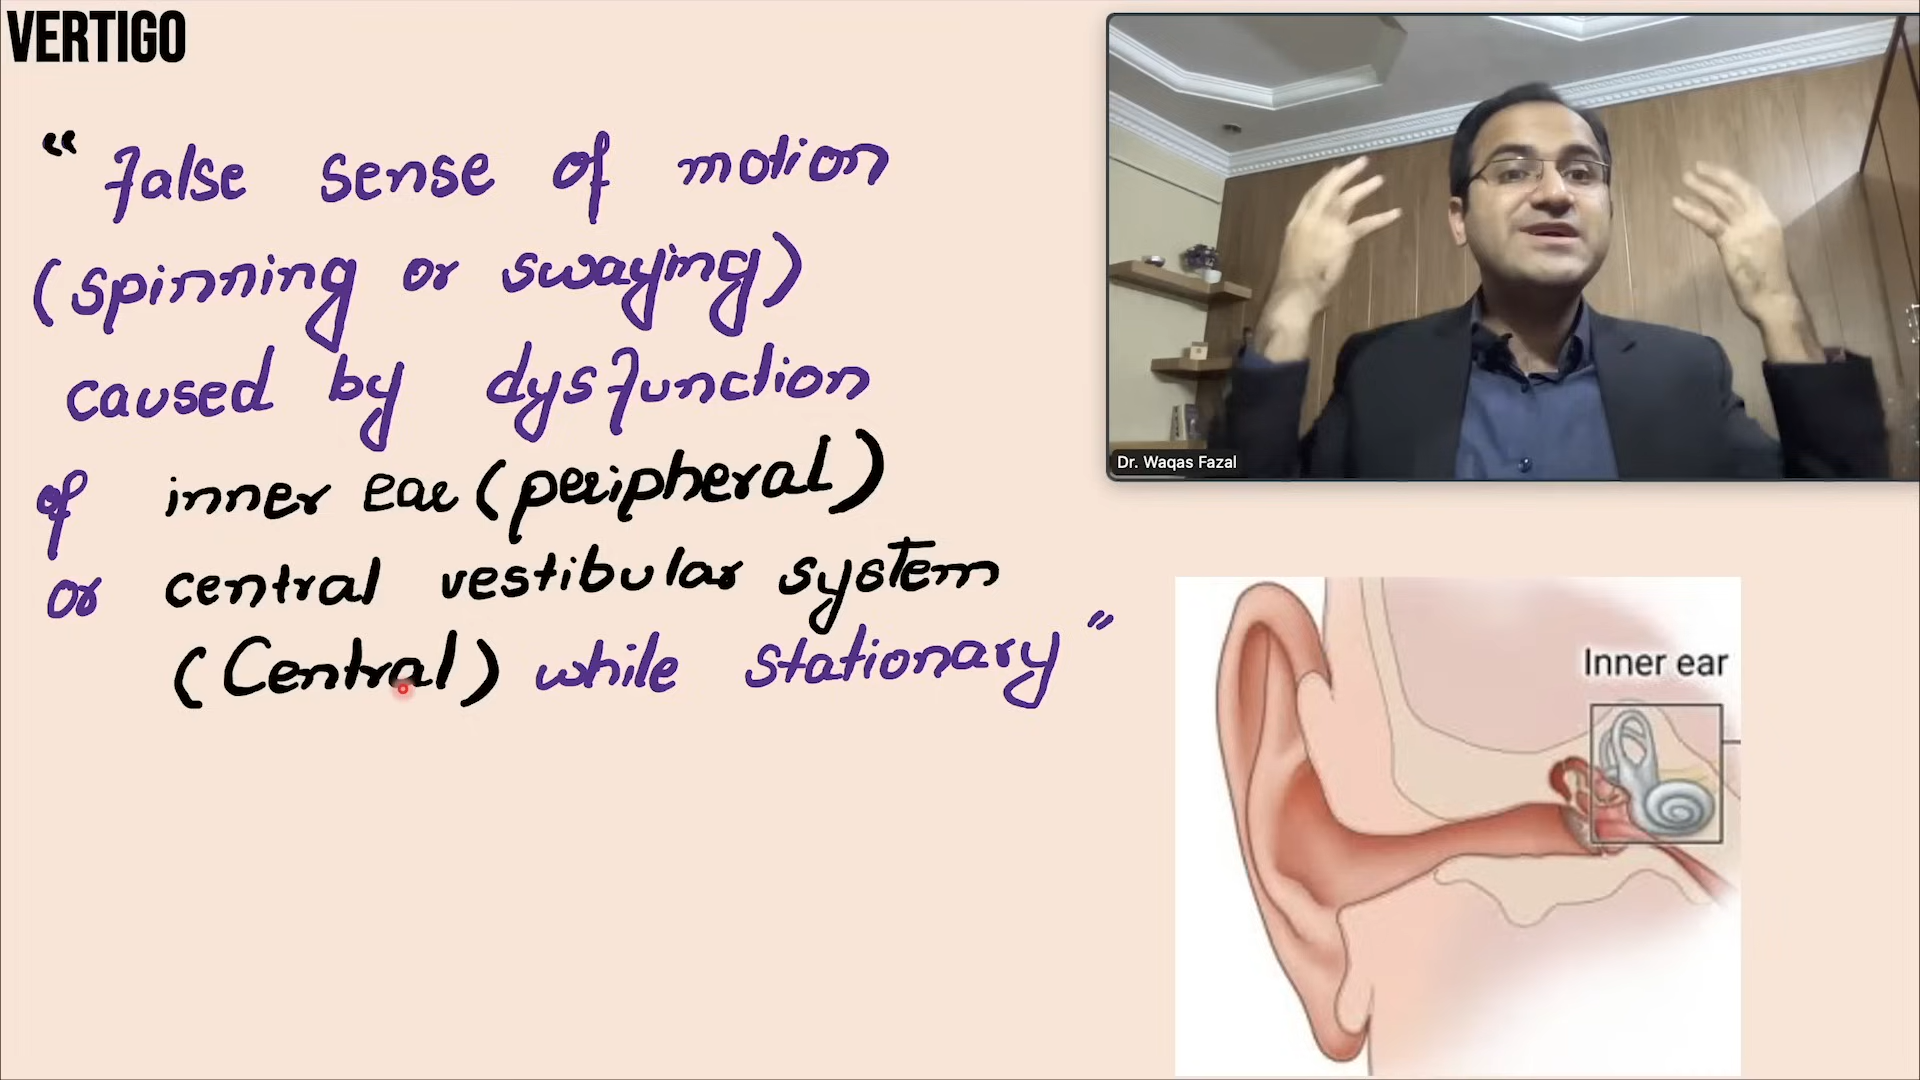 VERTIGO
“ False sense of motion
(spinning or swaying)
caused by dysfunction
of inner ear (peripheral)
or central vestibular system
(Central) while stationary ”
Dr. Waqas Fazal
Inner ear